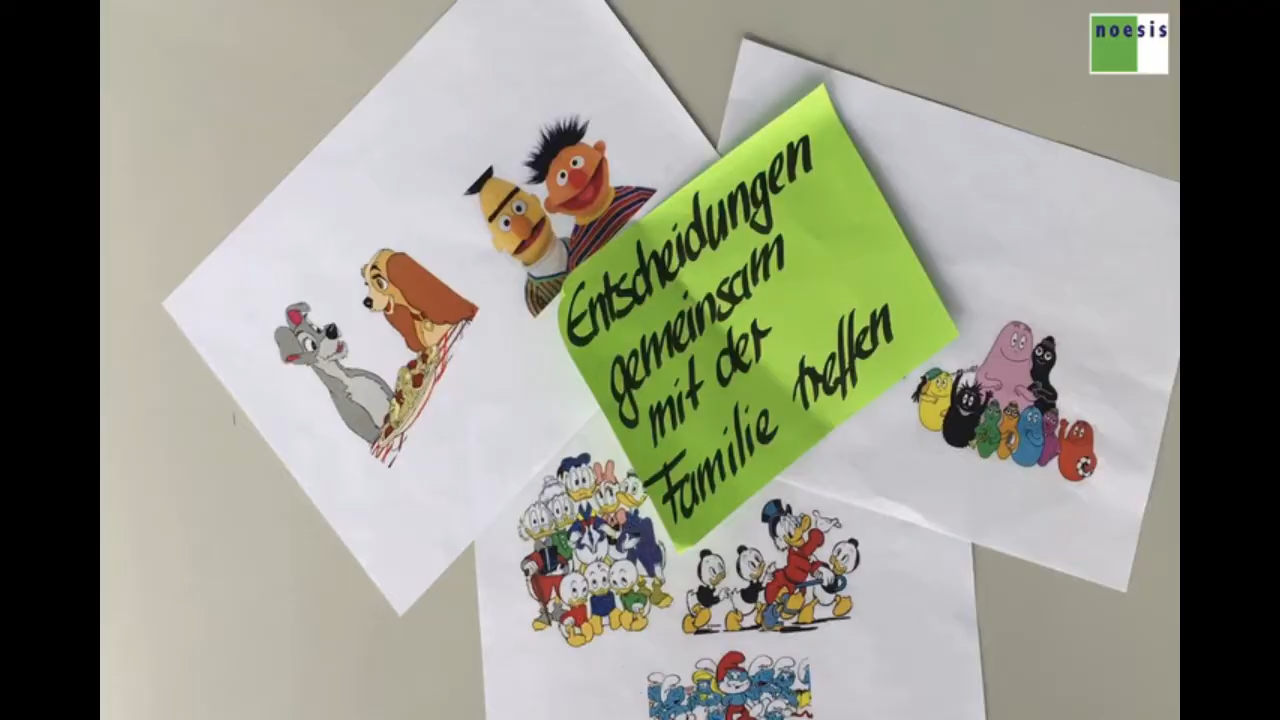 noesis
Entscheidungen
gemeinsam
mit der
Familie treffen